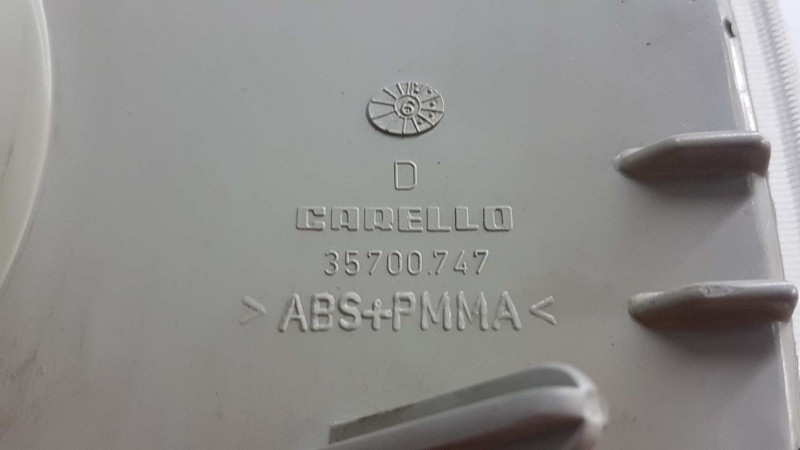 D
CARELLO
35700.747
>ABS+PMMA<